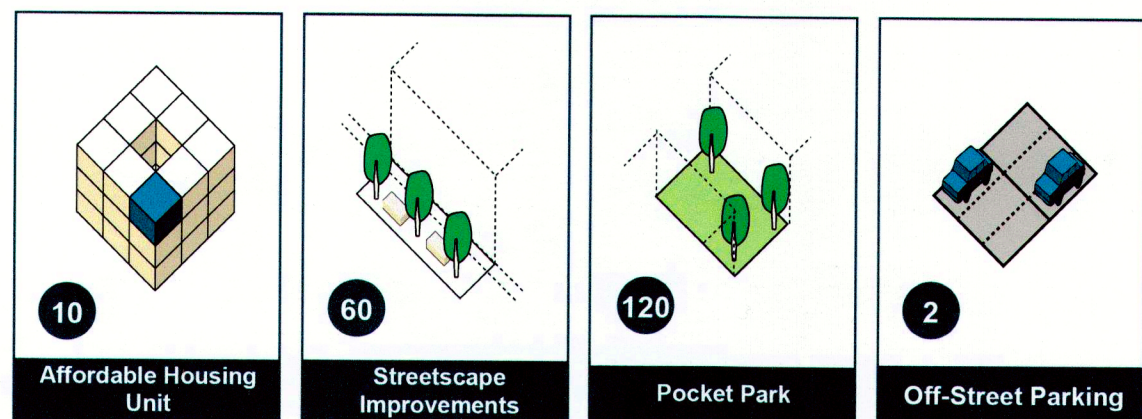 10
Affordable Housing
Unit
60
Streetscape
Improvements
120
Pocket Park
2
Off-Street Parking